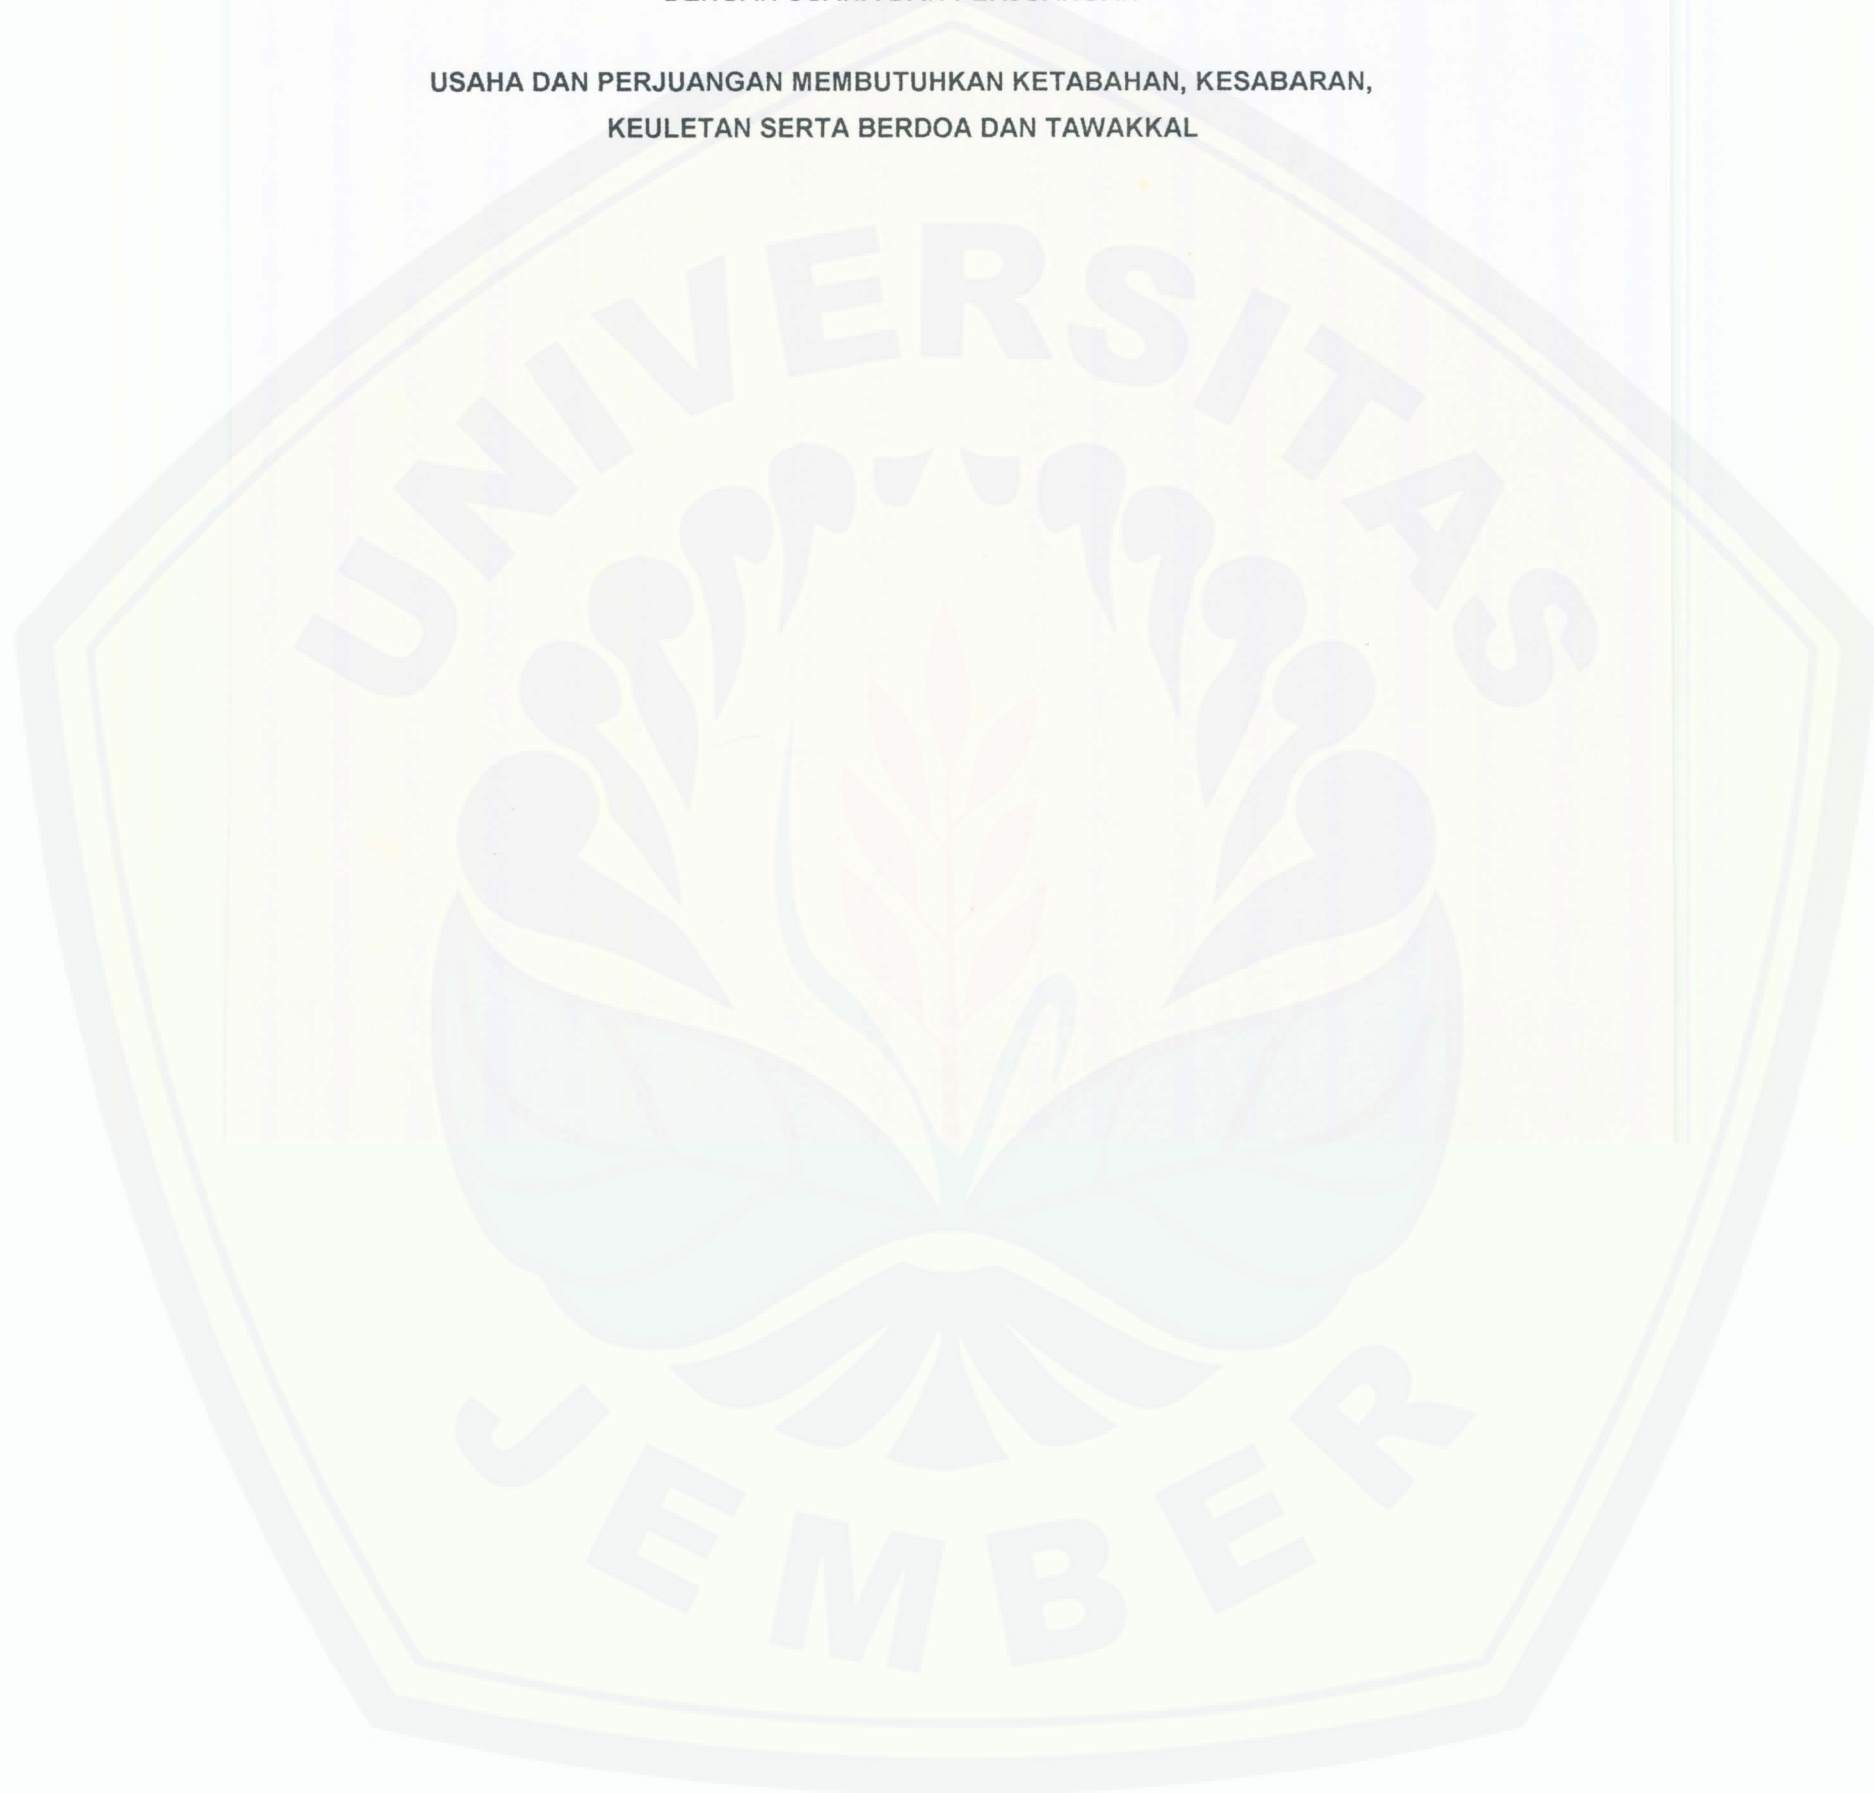 USAHA DAN PERJUANGAN MEMBUTUHKAN KETABAHAN, KESABARAN,
KEULETAN SERTA BERDOA DAN TAWAKKAL
UNIVERSITAS
JEMBER